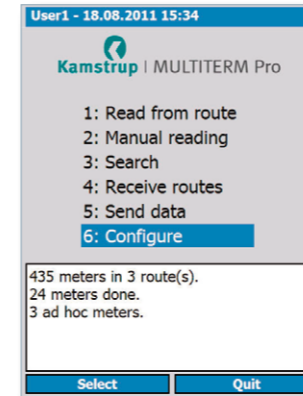 User1 - 18.08.2011 15:34
Kamstrup | MULTITERM Pro
1: Read from route
2: Manual reading
3: Search
4: Receive routes
5: Send data
6: Configure
435 meters in 3 route(s).
24 meters done.
3 ad hoc meters.
Select Quit